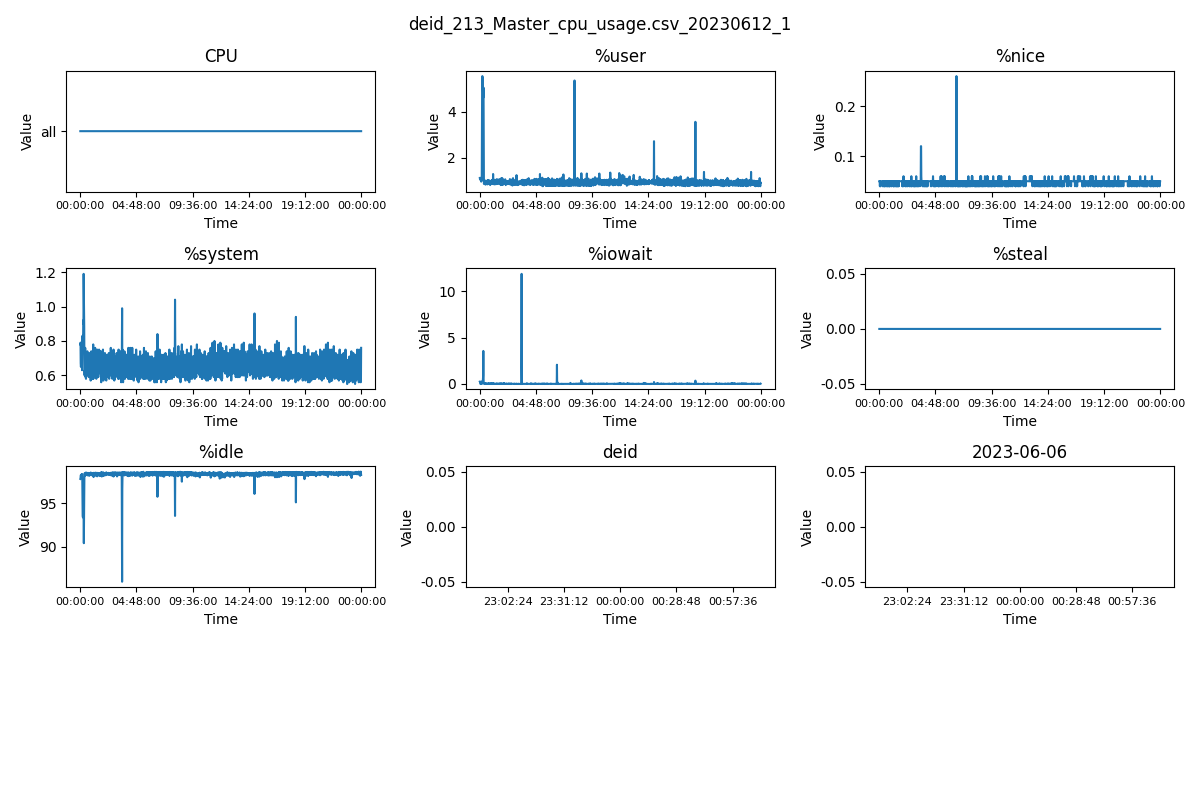 deid_213_Master_cpu_usage.csv_20230612_1
CPU
Value
all
00:00:00 04:48:00 09:36:00 14:24:00 19:12:00 00:00:00
Time
%user
Value
4
2
00:00:00 04:48:00 09:36:00 14:24:00 19:12:00 00:00:00
Time
%nice
Value
0.2
0.1
00:00:00 04:48:00 09:36:00 14:24:00 19:12:00 00:00:00
Time
%system
Value
1.2
1.0
0.8
0.6
00:00:00 04:48:00 09:36:00 14:24:00 19:12:00 00:00:00
Time
%iowait
Value
10
5
0
00:00:00 04:48:00 09:36:00 14:24:00 19:12:00 00:00:00
Time
%steal
Value
0.05
0.00
-0.05
00:00:00 04:48:00 09:36:00 14:24:00 19:12:00 00:00:00
Time
%idle
Value
95
90
00:00:00 04:48:00 09:36:00 14:24:00 19:12:00 00:00:00
Time
deid
Value
0.05
0.00
-0.05
23:02:24 23:31:12 00:00:00 00:28:48 00:57:36
Time
2023-06-06
Value
0.05
0.00
-0.05
23:02:24 23:31:12 00:00:00 00:28:48 00:57:36
Time